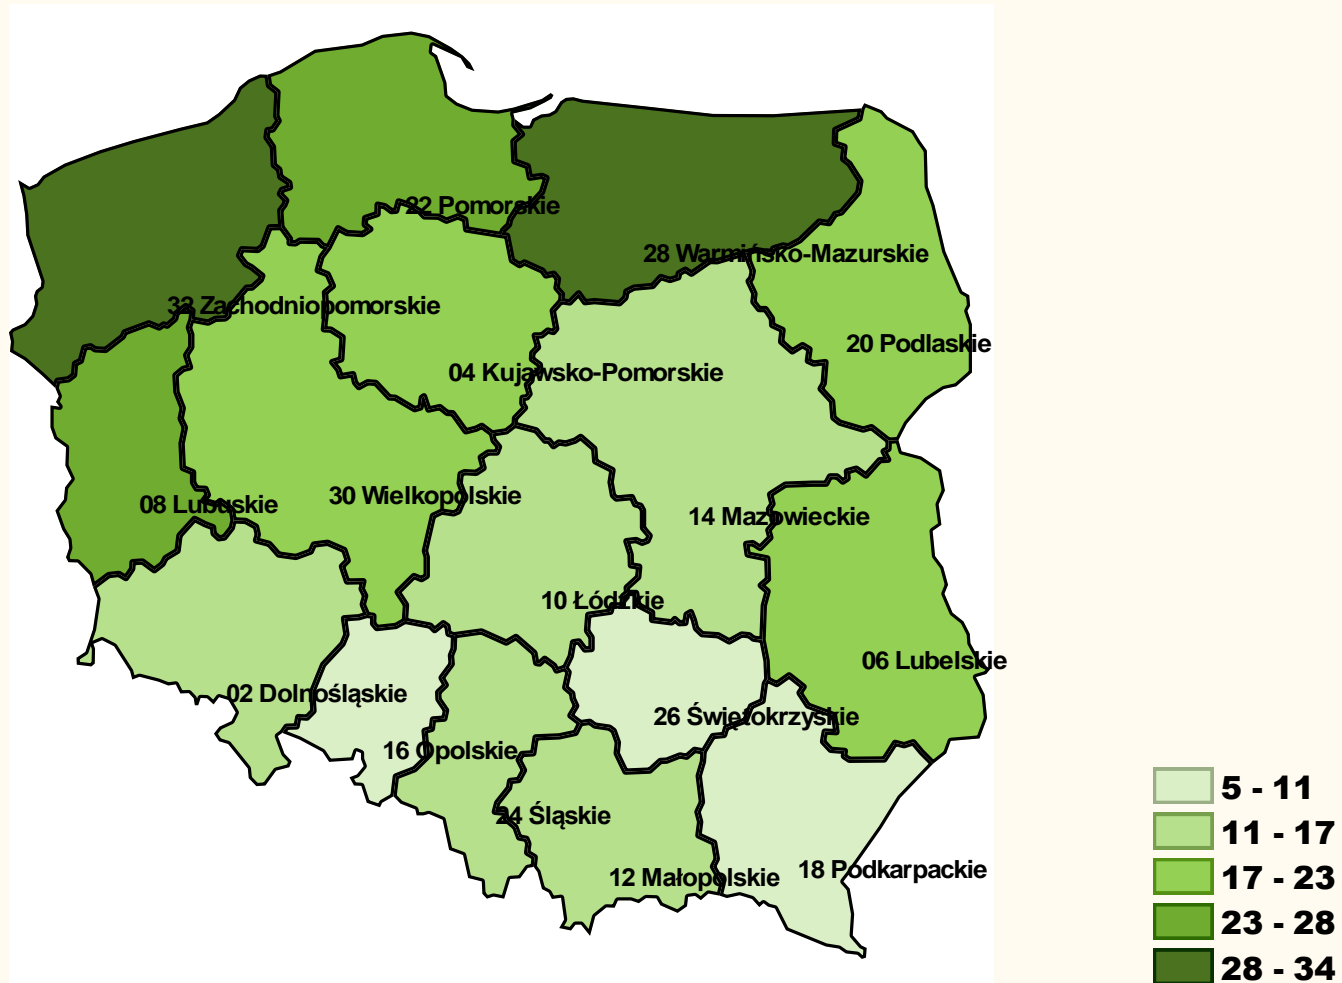 22 Pomorskie
28 Warmińsko-Mazurskie
32 Zachodniopomorskie
20 Podlaskie
04 Kujawsko-Pomorskie
30 Wielkopolskie
08 Lubuskie
14 Mazowieckie
10 Łódzkie
06 Lubelskie
02 Dolnośląskie
26 Świętokrzyskie
16 Opolskie
24 Śląskie
18 Podkarpackie
12 Małopolskie
5 - 11
11 - 17
17 - 23
23 - 28
28 - 34